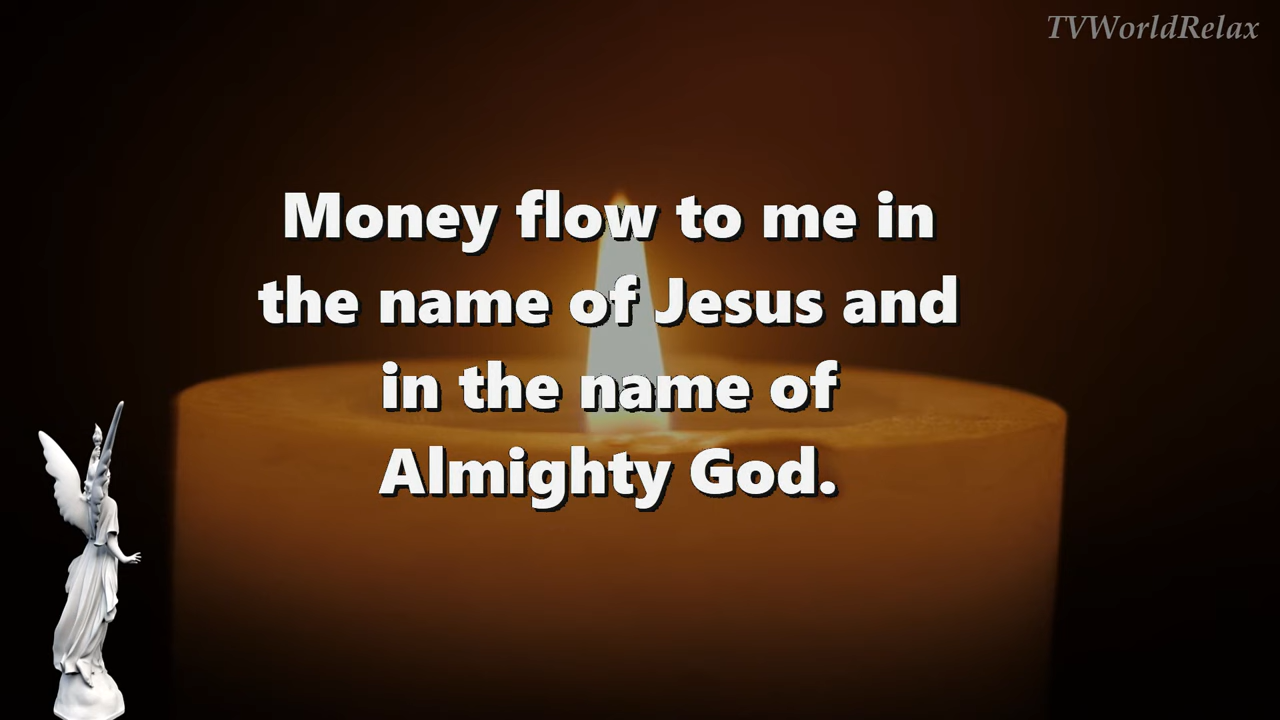 TVWorldRelax
Money flow to me in
the name of Jesus and
in the name of
Almighty God.